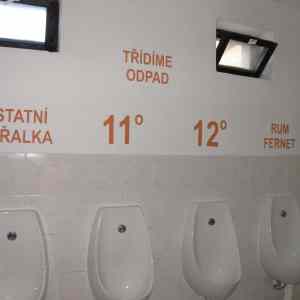 TŘÍDÍME
ODPAD
STATNÍ
ŘALKA
11°
12°
RUM
FERNET